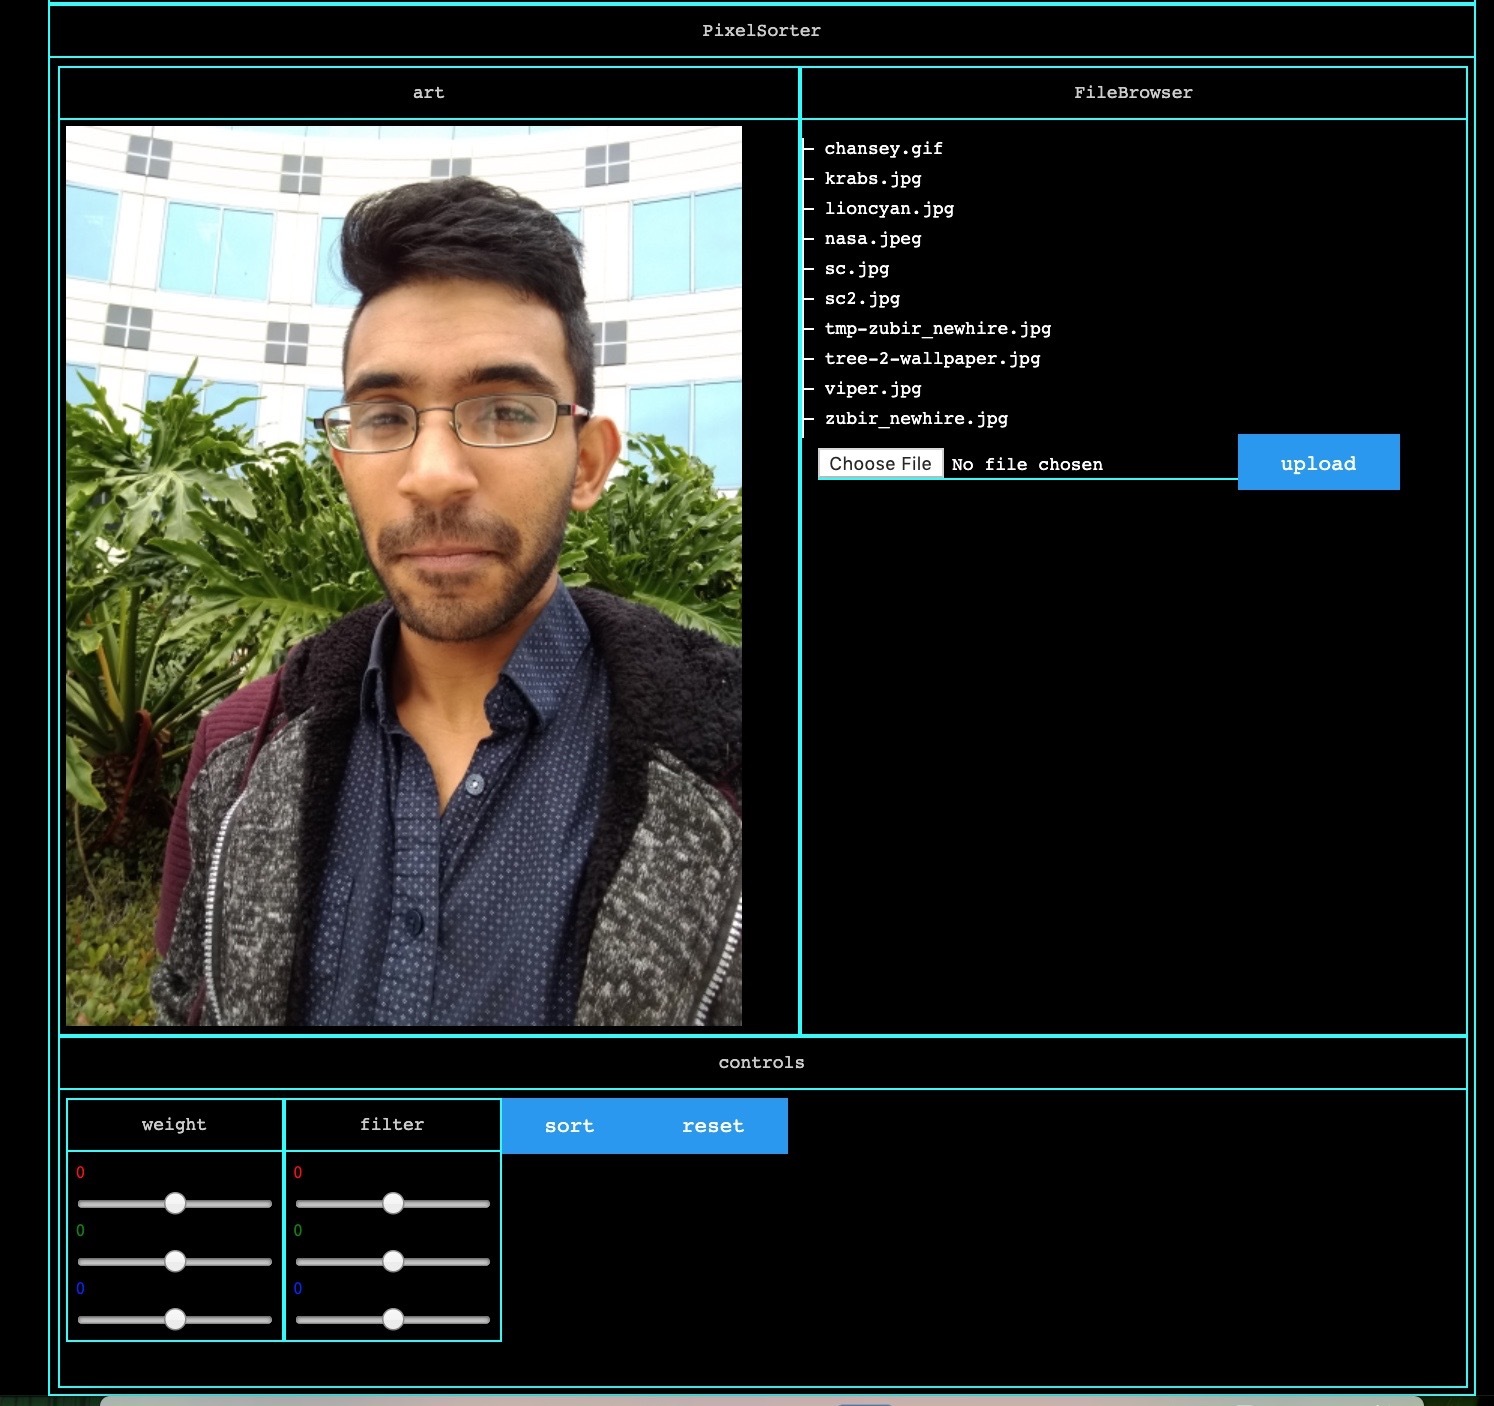 PixelSorter
art
FileBrowser
chansey.gif
krabs.jpg
lioncyan.jpg
nasa.jpeg
sc.jpg
sc2.jpg
tmp-zubir_newhire.jpg
tree-2-wallpaper.jpg
viper.jpg
zubir_newhire.jpg
Choose File No file chosen upload
controls
weight filter sort reset
0 0
0 0
0 0